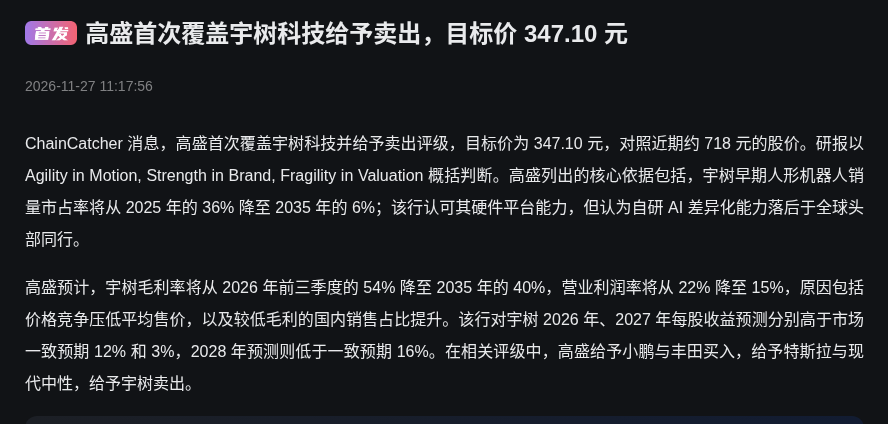 首发 高盛首次覆盖宇树科技给予卖出，目标价 347.10 元
2026-11-27 11:17:56
ChainCatcher 消息，高盛首次覆盖宇树科技并给予卖出评级，目标价为 347.10 元，对照近期约 718 元的股价。研报以
Agility in Motion, Strength in Brand, Fragility in Valuation 概括判断。高盛列出的核心依据包括，宇树早期人形机器人销
量市占率将从 2025 年的 36% 降至 2035 年的 6%；该行认可其硬件平台能力，但认为自研 AI 差异化能力落后于全球头
部同行。
高盛预计，宇树毛利率将从 2026 年前三季度的 54% 降至 2035 年的 40%，营业利润率将从 22% 降至 15%，原因包括
价格竞争压低平均售价，以及较低毛利的国内销售占比提升。该行对宇树 2026 年、2027 年每股收益预测分别高于市场
一致预期 12% 和 3%，2028 年预测则低于一致预期 16%。在相关评级中，高盛给予小鹏与丰田买入，给予特斯拉与现
代中性，给予宇树卖出。